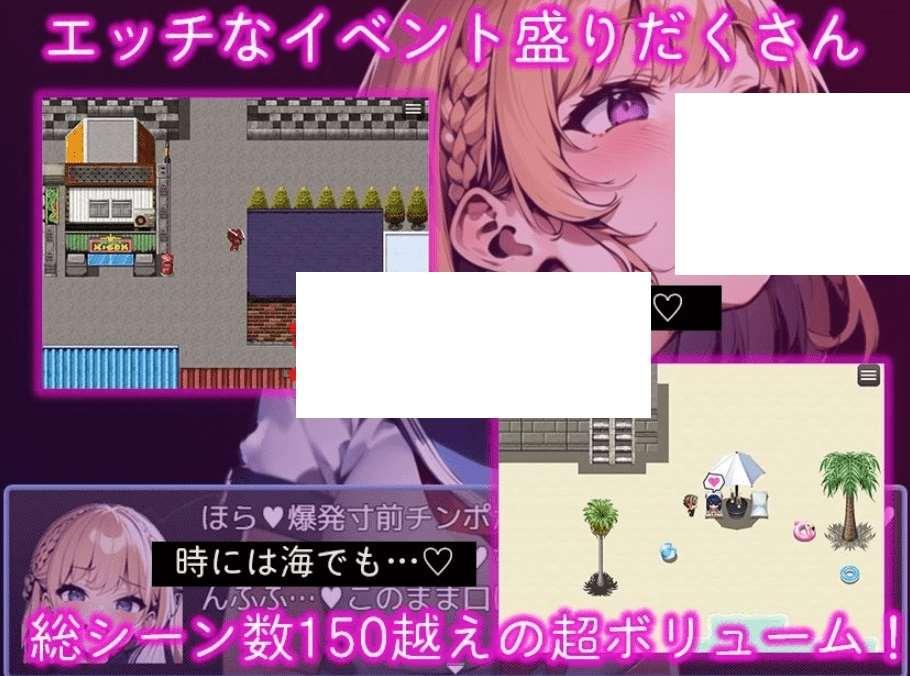 エッチなイベント盛りだくさん
KiSEK
♡
ほら♥爆発寸前チンポ
時には海でも…♡
んふふ…♥このまま口
総シーン数150越えの超ボリューム！